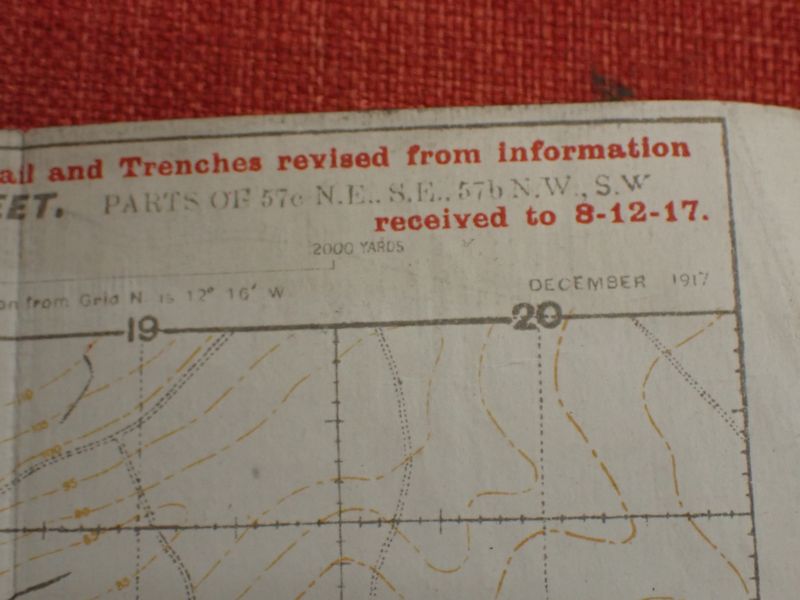 and Trenches revised from information
EET. PARTS OF 57c N.E., S.E., 57b N.W., S.W
received to 8-12-17.
2000 YARDS
on from Grid N is 12° 16' W
DECEMBER 1917
19
20
95